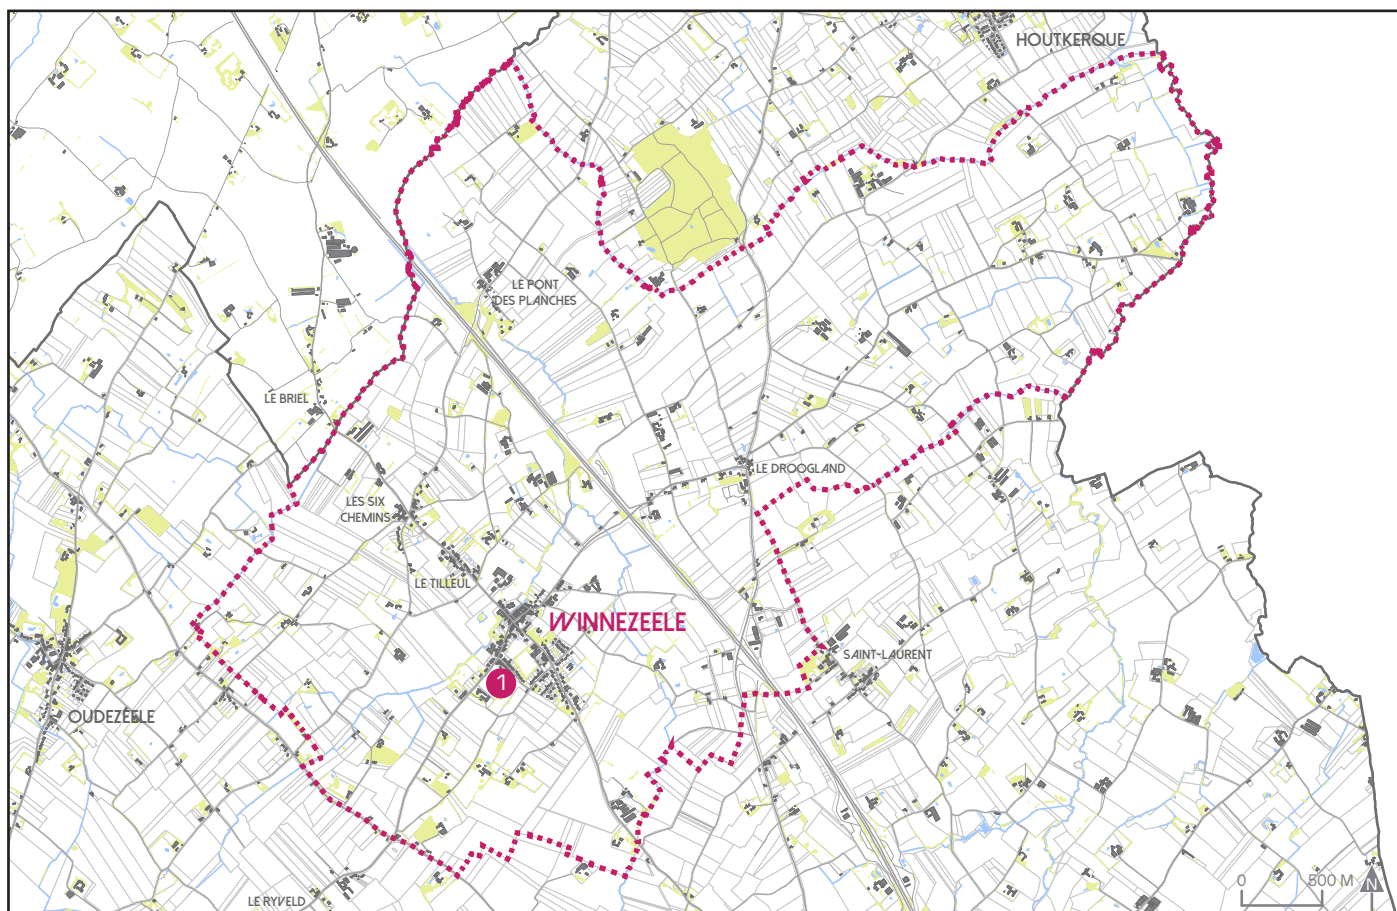 HOUTKERQUE
LE PONT
DES PLANCHES
LE BRIEL
LE DROOGLAND
LES SIX
CHEMINS
LE TILLEUL
WINNEZEELE
SAINT-LAURENT
1
OUDEZEELE
LE RYVELD
0 500 M N